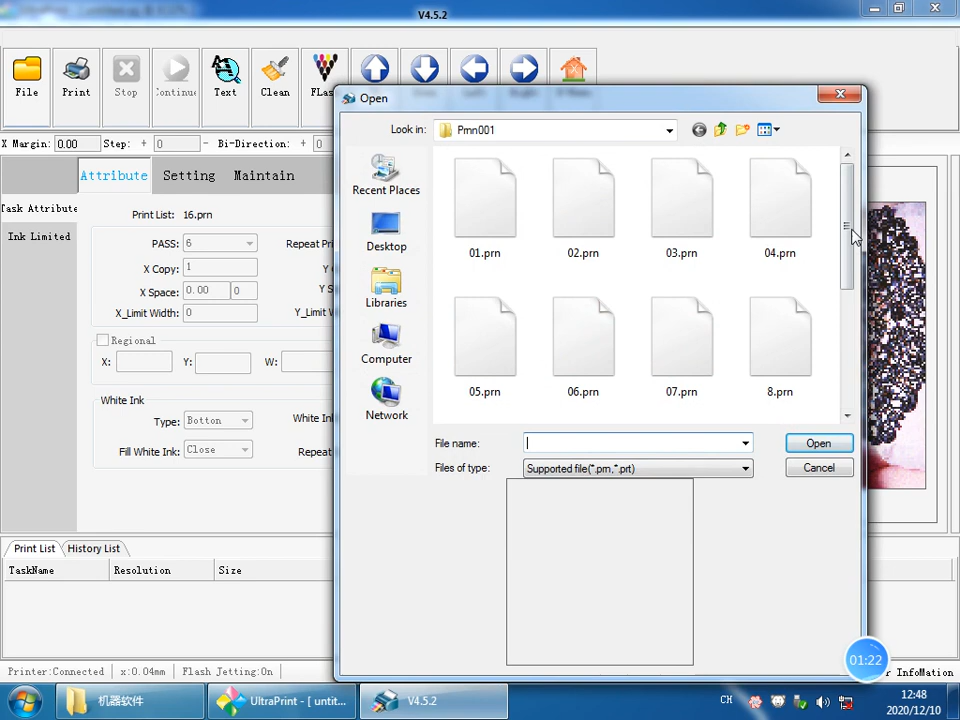 V4.5.2
File
Print
Stop
Continue
Text
Clean
X Margin: 0.00 Step: + 0 - Bi-Direction: + 0
Attribute Setting Maintain
Task Attribute
Ink Limited
Print List: 16.prn
PASS: 6
X Copy: 1
X Space: 0.00 0
X_Limit Width: 0
Repeat
Regional
X: Y: W:
White Ink
Type: Botton
White Ink
Fill White Ink: Close
Repeat
Open
Look in: Pmn001
Recent Places
Desktop
Libraries
Computer
Network
01.prn 02.prn 03.prn 04.prn
05.prn 06.prn 07.prn 8.prn
File name:
Open
Files of type: Supported file(*.prn,*.prt)
Cancel
Print List History List
TaskName Resolution Size
Printer:Connected x:0.04mm Flash Jetting:On
01:22
r InfoMation
机器软件
UltraPrint - [ untit...
V4.5.2
CH
12:48
2020/12/10